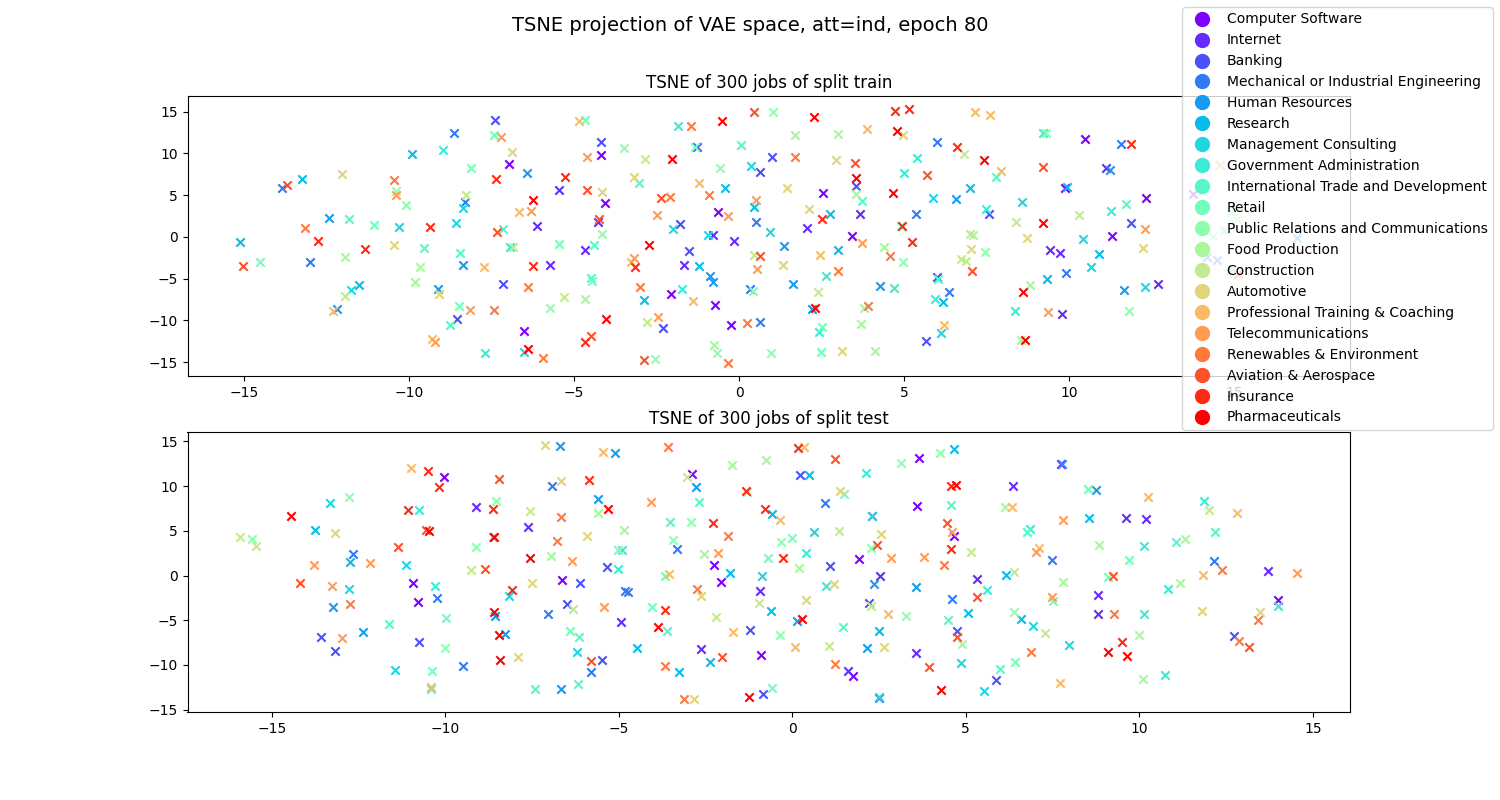 TSNE projection of VAE space, att=ind, epoch 80
TSNE of 300 jobs of split train
15
10
5
0
−5
−10
−15
−15
−10
−5
0
5
10
15
TSNE of 300 jobs of split test
15
10
5
0
−5
−10
−15
−15
−10
−5
0
5
10
15
Computer Software
Internet
Banking
Mechanical or Industrial Engineering
Human Resources
Research
Management Consulting
Government Administration
International Trade and Development
Retail
Public Relations and Communications
Food Production
Construction
Automotive
Professional Training & Coaching
Telecommunications
Renewables & Environment
Aviation & Aerospace
Insurance
Pharmaceuticals